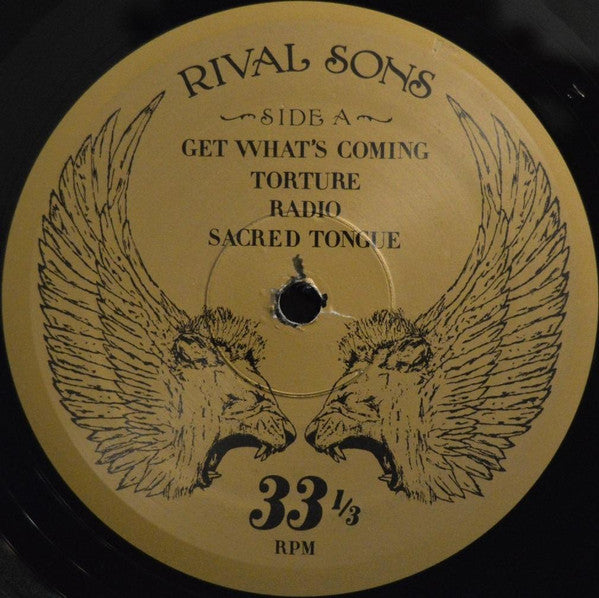 RIVAL SONS
SIDE A
GET WHAT'S COMING
TORTURE
RADIO
SACRED TONGUE
33 1/3
RPM